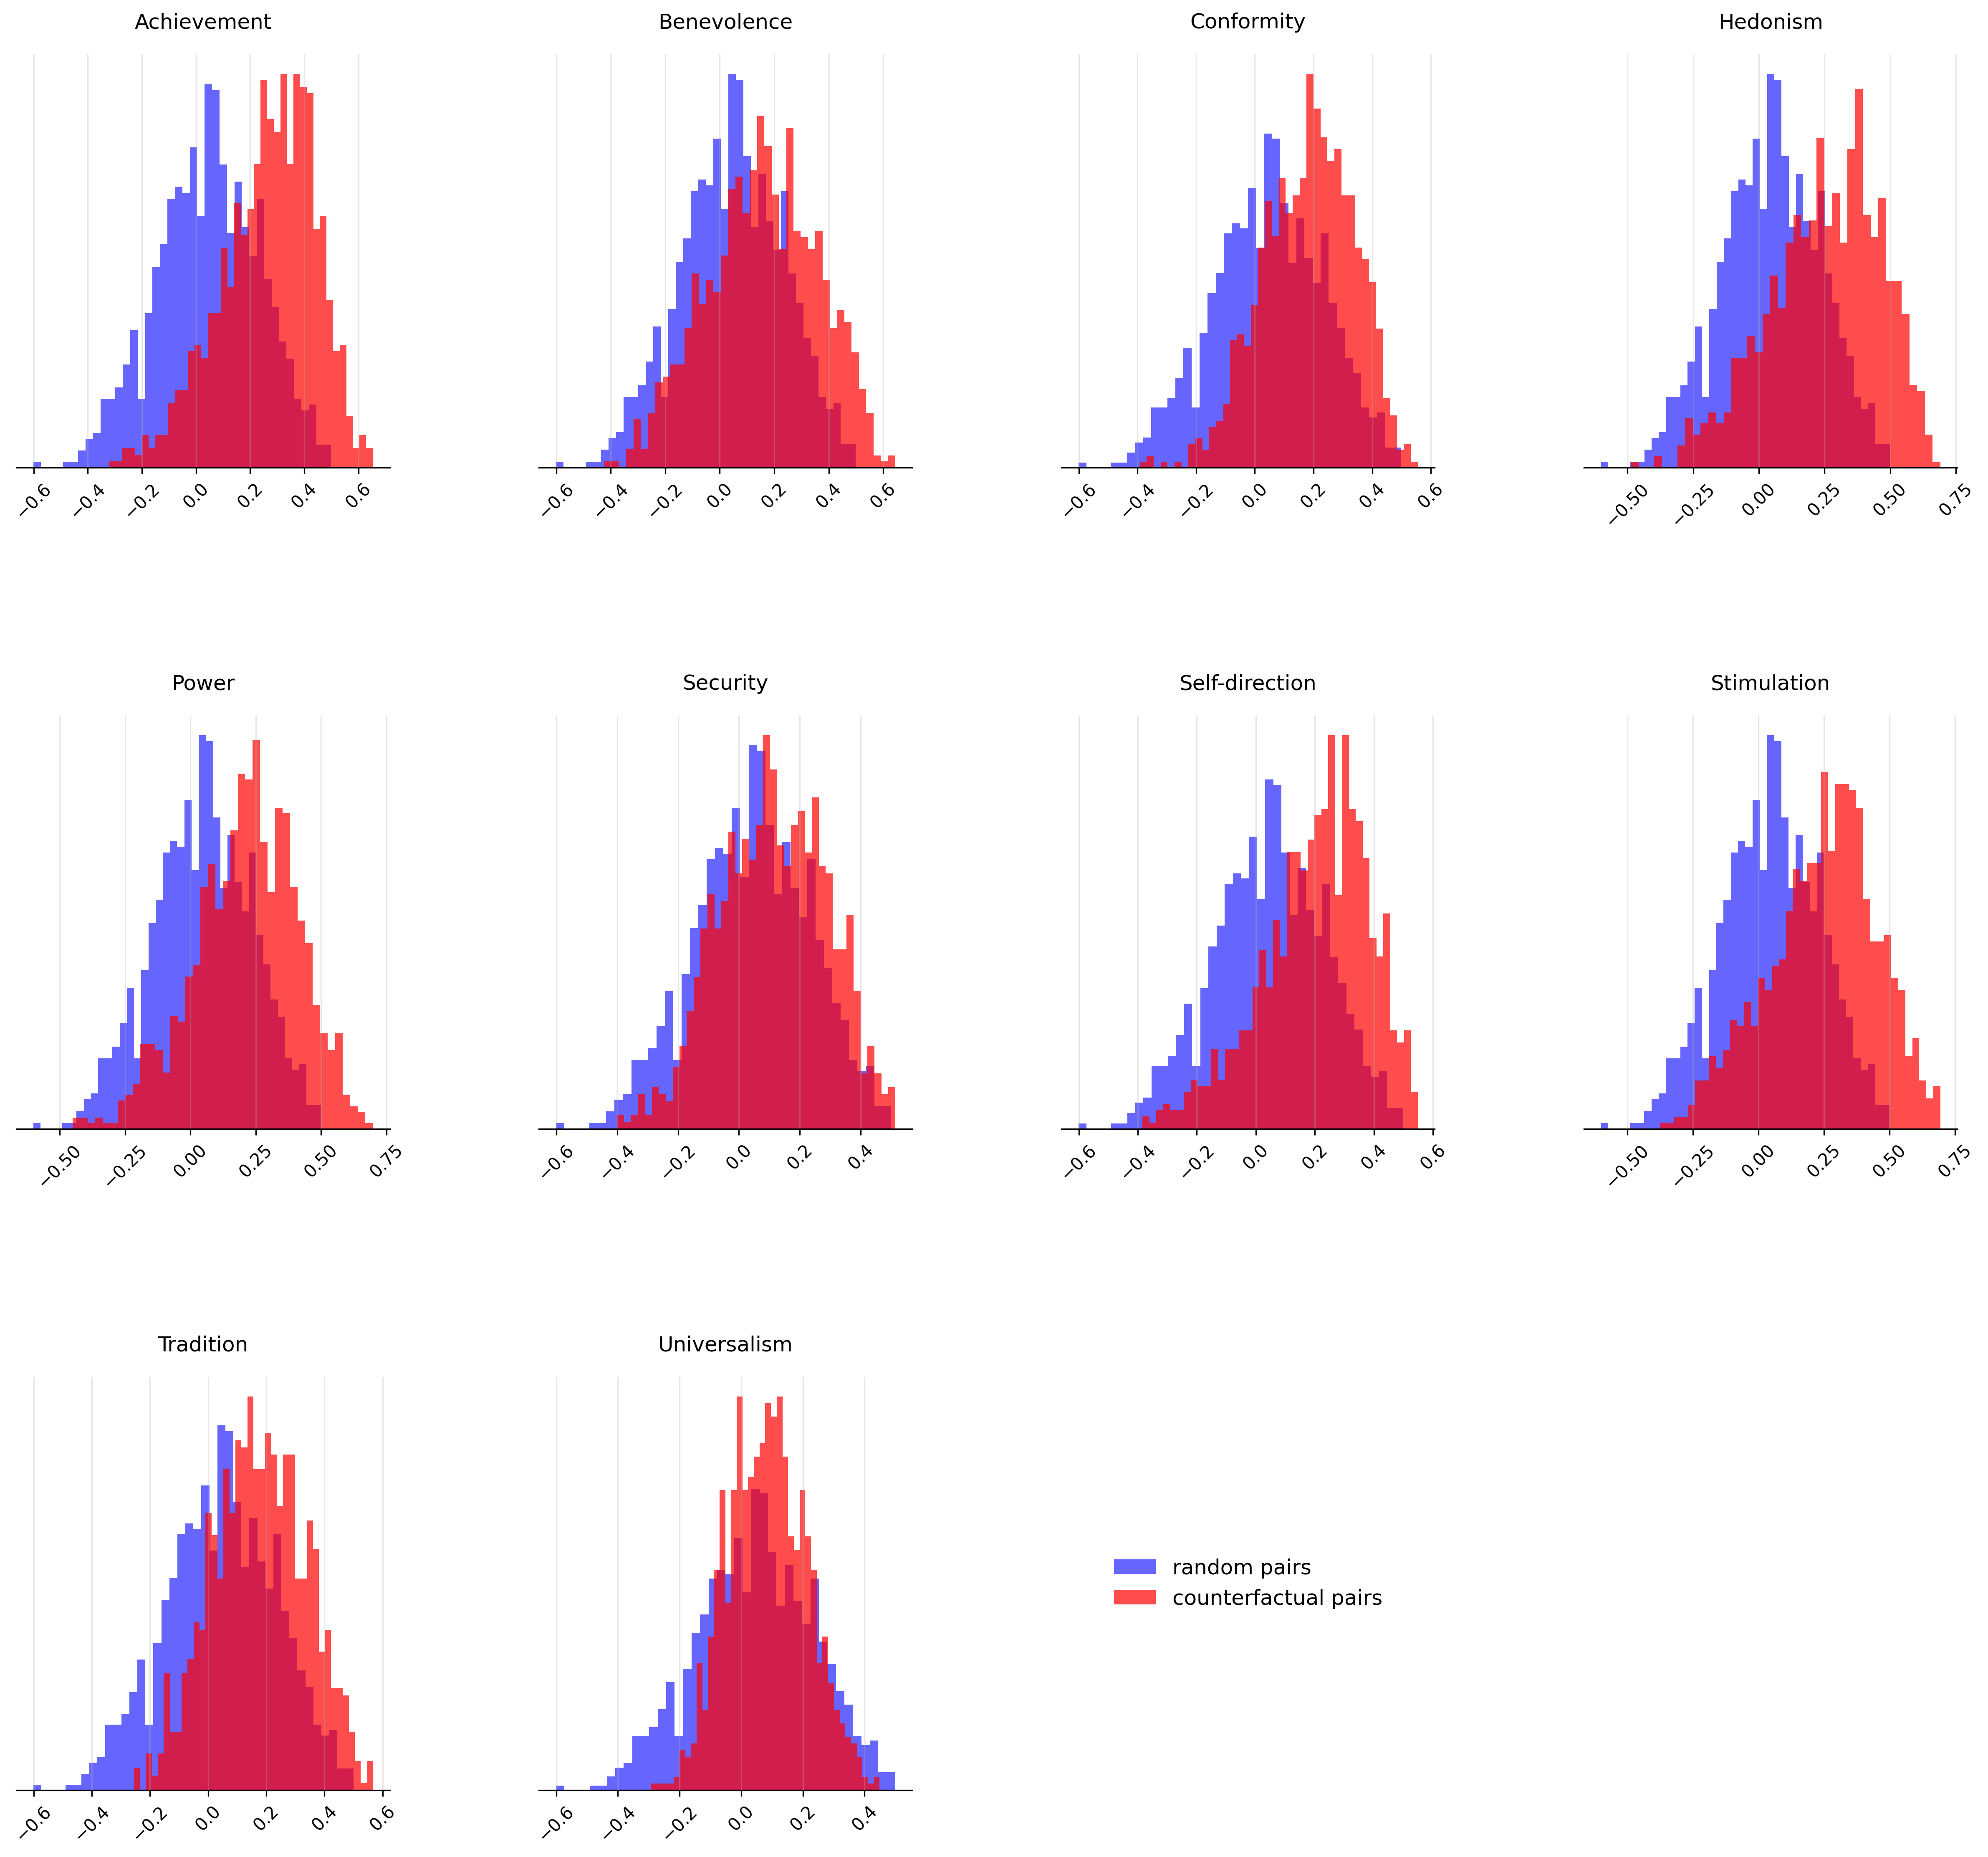 Achievement
Benevolence
Conformity
Hedonism
−0.6 −0.4 −0.2 0.0 0.2 0.4 0.6
−0.6 −0.4 −0.2 0.0 0.2 0.4 0.6
−0.6 −0.4 −0.2 0.0 0.2 0.4 0.6
−0.50 −0.25 0.00 0.25 0.50 0.75
Power
Security
Self-direction
Stimulation
−0.50 −0.25 0.00 0.25 0.50 0.75
−0.6 −0.4 −0.2 0.0 0.2 0.4
−0.6 −0.4 −0.2 0.0 0.2 0.4 0.6
−0.50 −0.25 0.00 0.25 0.50 0.75
Tradition
Universalism
−0.6 −0.4 −0.2 0.0 0.2 0.4 0.6
−0.6 −0.4 −0.2 0.0 0.2 0.4
random pairs
counterfactual pairs